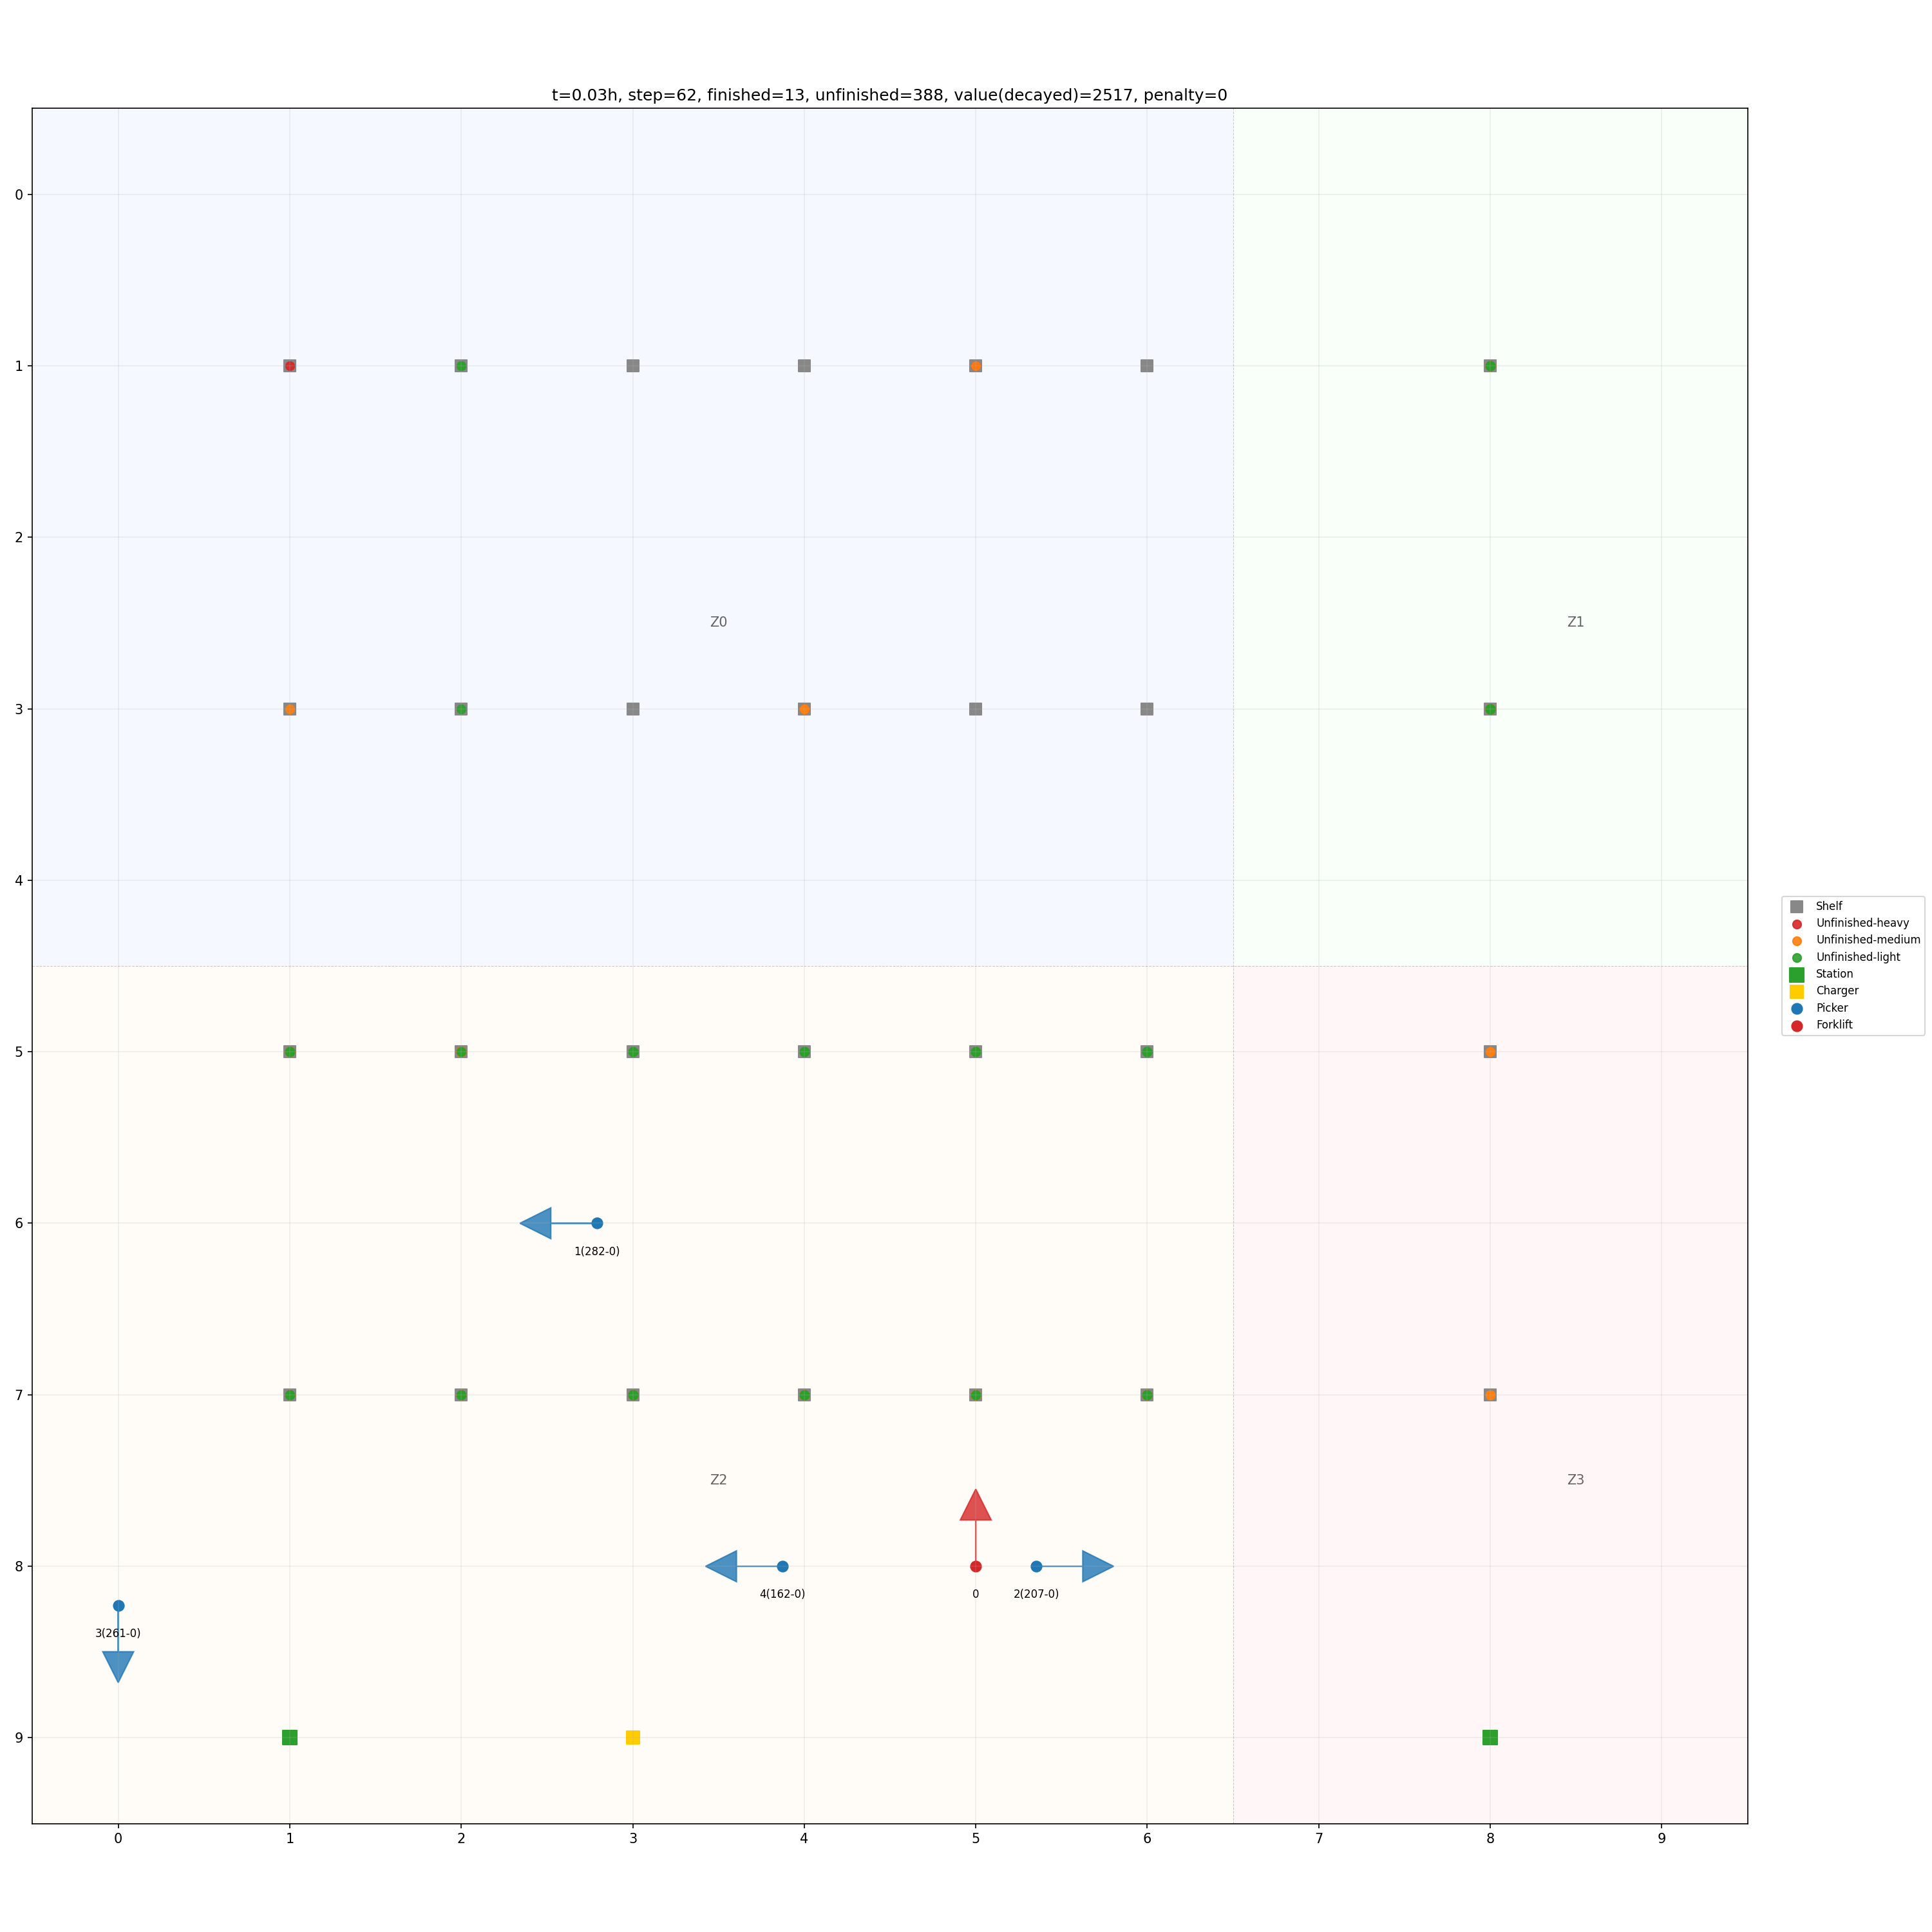 t=0.03h, step=62, finished=13, unfinished=388, value(decayed)=2517, penalty=0
0
1
2
Z0
Z1
3
4
Shelf
Unfinished-heavy
Unfinished-medium
Unfinished-light
Station
Charger
Picker
Forklift
5
6
1(282-0)
7
Z2
Z3
8
4(162-0)
0
2(207-0)
3(261-0)
9
0 1 2 3 4 5 6 7 8 9